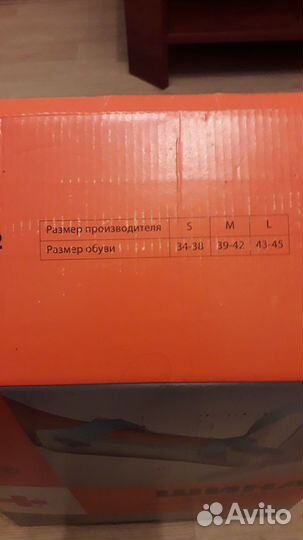 Размер производителя S M L
Размер обуви 34-38 39-42 43-45
Avito